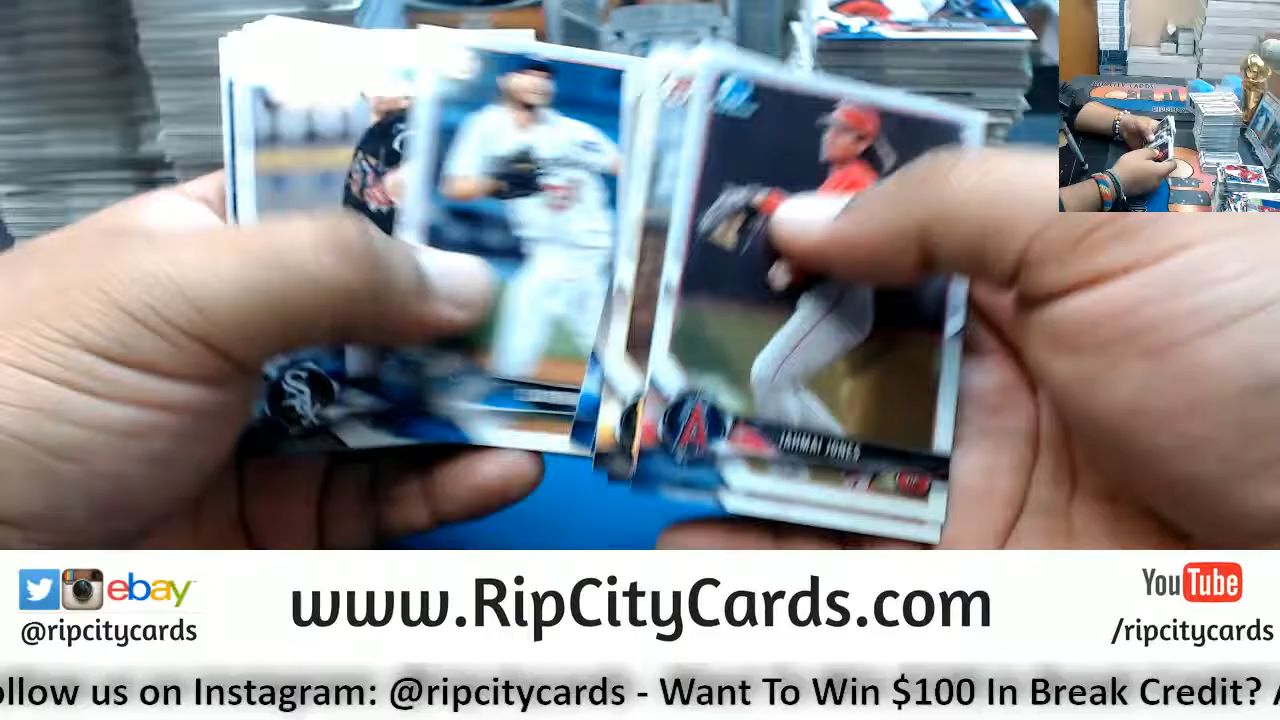 JAHMAI JONES
ebay
@ripcitycards
www.RipCityCards.com
YouTube
/ripcitycards
ollow us on Instagram: @ripcitycards - Want To Win $100 In Break Credit? A